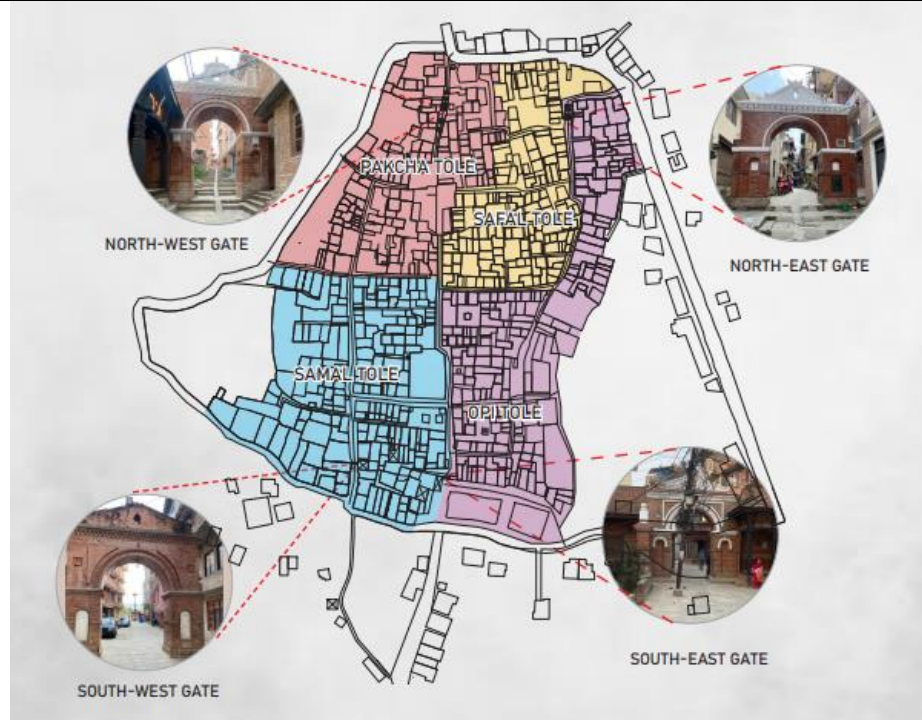 PAKCHA TOLE
SAFAL TOLE
NORTH-WEST GATE
NORTH-EAST GATE
SAMAL TOLE
OPI TOLE
SOUTH-EAST GATE
SOUTH-WEST GATE